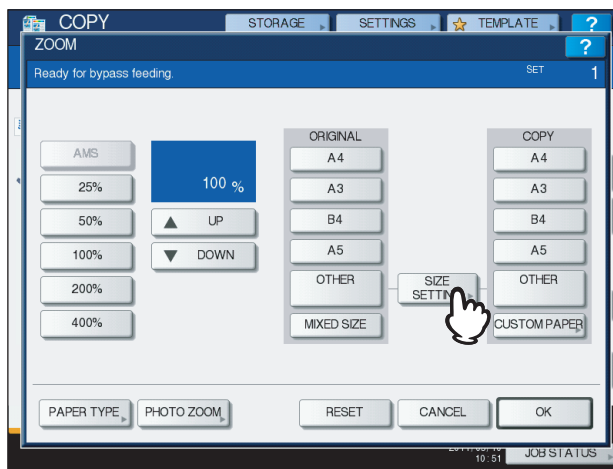 COPY
STORAGE
SETTINGS
TEMPLATE
?
ZOOM
?
Ready for bypass feeding.
SET 1
AMS
25%
50%
100%
200%
400%
100 %
UP
DOWN
ORIGINAL
A4
A3
B4
A5
OTHER
MIXED SIZE
SIZE
COPY
A4
A3
B4
A5
OTHER
CUSTOM PAPER
PAPER TYPE
PHOTO ZOOM
RESET
CANCEL
OK
10:51
JOB STATUS